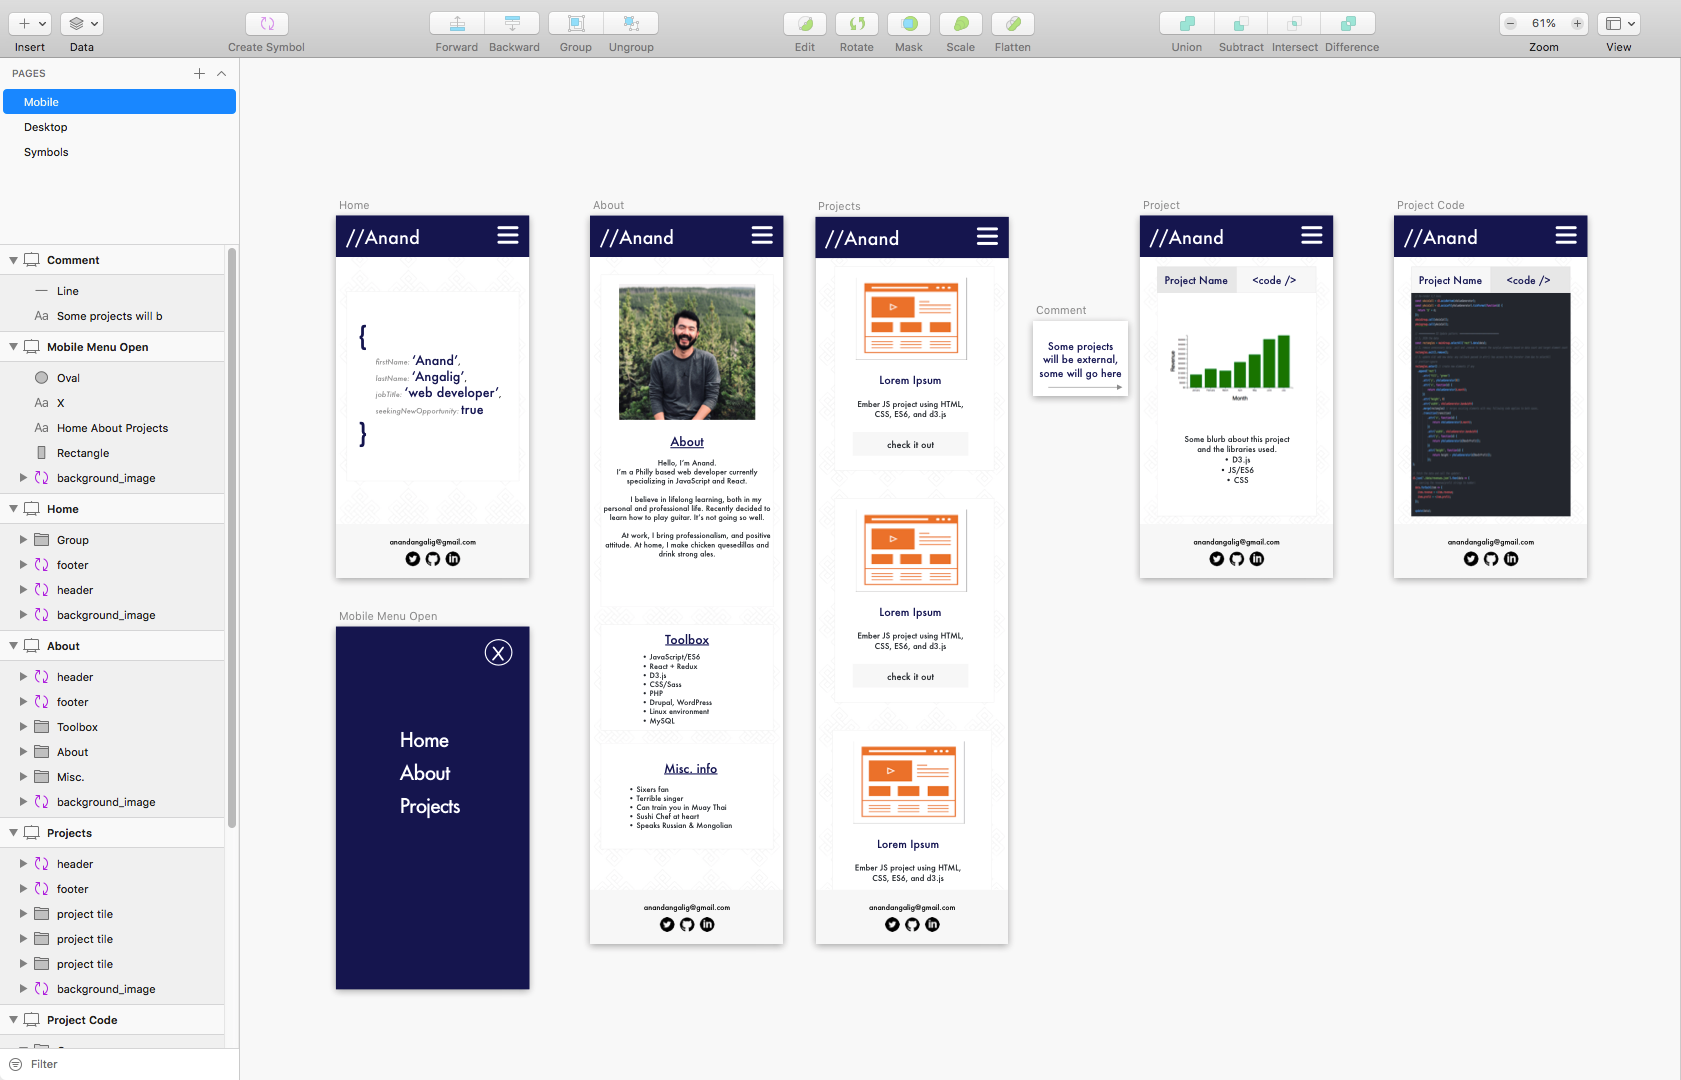 Insert
Data
Create Symbol
Forward
Backward
Group
Ungroup
Edit
Rotate
Mask
Scale
Flatten
Union
Subtract
Intersect
Difference
61%
Zoom
View
PAGES
Mobile
Desktop
Symbols
Comment
Line
Aa Some projects will b
Mobile Menu Open
Oval
Aa X
Aa Home About Projects
Rectangle
background_image
Home
Group
footer
header
background_image
About
header
footer
Toolbox
About
Misc.
background_image
Projects
header
footer
project tile
project tile
project tile
background_image
Project Code
Filter
Home
//Anand
{
firstName: ‘Anand’,
lastName: ‘Angalig’,
jobTitle: ‘web developer’,
seekingNewOpportunity: true
}
anandangalig@gmail.com
in
Mobile Menu Open
X
Home
About
Projects
About
//Anand
About
Hello, I’m Anand.
I’m a Philly based web developer currently
specializing in JavaScript and React.
I believe in lifelong learning, both in my
personal and professional life. Recently decided to
learn how to play guitar. It’s not going so well.
At work, I bring professionalism, and positive
attitude. At home, I make chicken quesedillas and
drink strong ales.
Toolbox
• JavaScript/ES6
• React + Redux
• D3.js
• CSS/Sass
• PHP
• Drupal, WordPress
• Linux environment
• MySQL
Misc. info
• Sixers fan
• Terrible singer
• Can train you in Muay Thai
• Sushi Chef at heart
• Speaks Russian & Mongolian
anandangalig@gmail.com
in
Projects
//Anand
Lorem Ipsum
Ember JS project using HTML,
CSS, ES6, and d3.js
check it out
Lorem Ipsum
Ember JS project using HTML,
CSS, ES6, and d3.js
check it out
Lorem Ipsum
Ember JS project using HTML,
CSS, ES6, and d3.js
anandangalig@gmail.com
in
Comment
Some projects
will be external,
some will go here
Project
//Anand
Project Name
<code />
Revenue
Month
Some blurb about this project
and the libraries used.
• D3.js
• JS/ES6
• CSS
anandangalig@gmail.com
in
Project Code
//Anand
Project Name
<code />
anandangalig@gmail.com
in